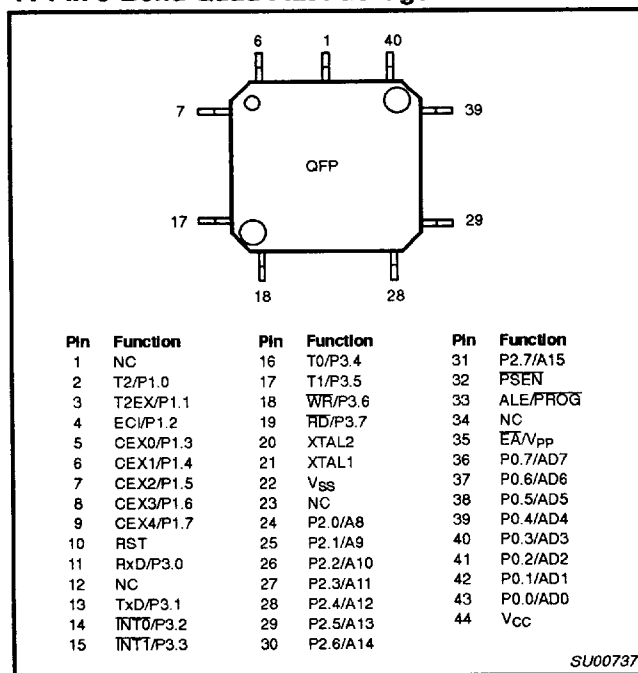 6 1 40
7 39
QFP
17 29
18 28
Pin Function Pin Function Pin Function
1 NC 16 T0/P3.4 31 P2.7/A15
2 T2/P1.0 17 T1/P3.5 32 PSEN
3 T2EX/P1.1 18 WR/P3.6 33 ALE/PROG
4 ECI/P1.2 19 RD/P3.7 34 NC
5 CEX0/P1.3 20 XTAL2 35 EA/VPP
6 CEX1/P1.4 21 XTAL1 36 P0.7/AD7
7 CEX2/P1.5 22 VSS 37 P0.6/AD6
8 CEX3/P1.6 23 NC 38 P0.5/AD5
9 CEX4/P1.7 24 P2.0/A8 39 P0.4/AD4
10 RST 25 P2.1/A9 40 P0.3/AD3
11 RxD/P3.0 26 P2.2/A10 41 P0.2/AD2
12 NC 27 P2.3/A11 42 P0.1/AD1
13 TxD/P3.1 28 P2.4/A12 43 P0.0/AD0
14 INT0/P3.2 29 P2.5/A13 44 VCC
15 INT1/P3.3 30 P2.6/A14
SU00737